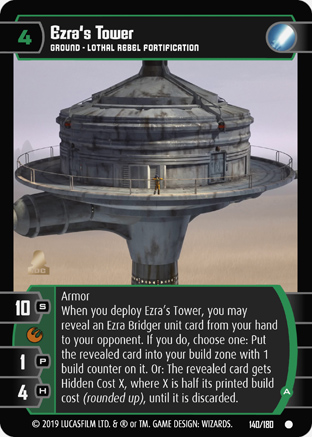 4
Ezra's Tower
GROUND - LOTHAL REBEL FORTIFICATION
10 S
1 P
4 H
Armor
When you deploy Ezra's Tower, you may
reveal an Ezra Bridger unit card from your hand
to your opponent. If you do, choose one: Put
the revealed card into your build zone with 1
build counter on it. Or: The revealed card gets
Hidden Cost X, where X is half its printed build
cost (rounded up), until it is discarded.
A
© 2019 LUCASFILM LTD. & ® or TM. GAME DESIGN: WIZARDS.
140/180